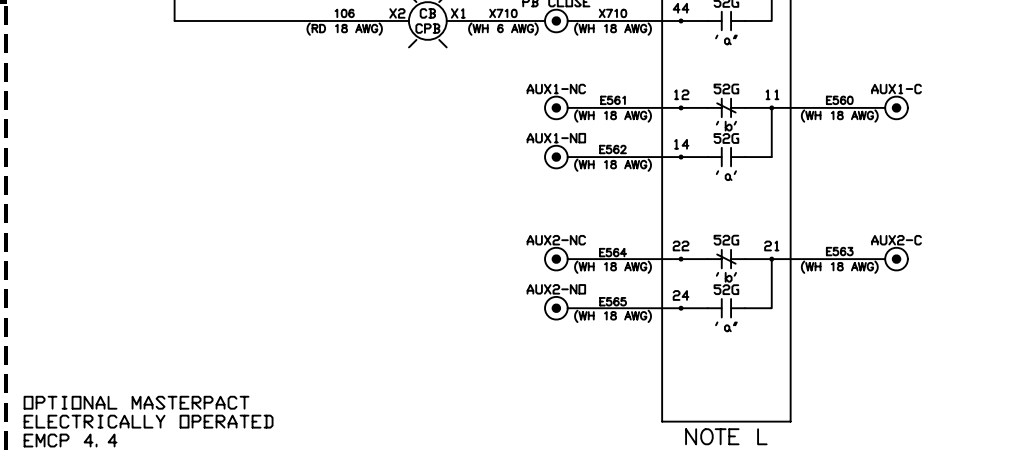 PB CLOSE
44
52G
106
X2
CB
CPB
X1
X710
X710
(RD 18 AWG)
(WH 6 AWG)
(WH 18 AWG)
'a"
AUX1-NC
E561
(WH 18 AWG)
12
52G
'b'
11
E560
(WH 18 AWG)
AUX1-C
AUX1-NO
E562
(WH 18 AWG)
14
52G
'a'
AUX2-NC
E564
(WH 18 AWG)
22
52G
'b'
21
E563
(WH 18 AWG)
AUX2-C
AUX2-NO
E565
(WH 18 AWG)
24
52G
'a"
OPTIONAL MASTERPACT
ELECTRICALLY OPERATED
EMCP 4.4
NOTE L